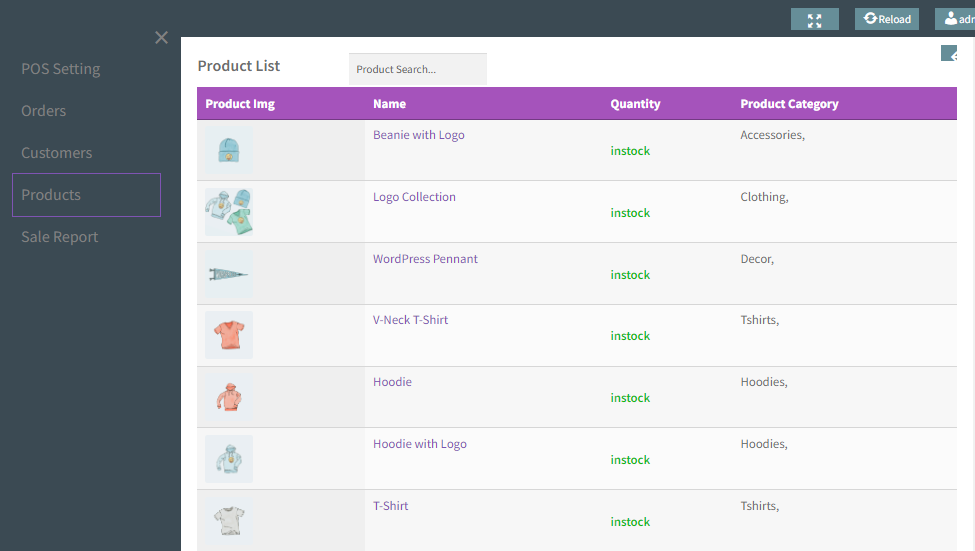 Reload
POS Setting
Orders
Customers
Products
Sale Report
Product List
Product Search...
Product Img Name Quantity Product Category
Beanie with Logo instock Accessories,
Logo Collection instock Clothing,
WordPress Pennant instock Decor,
V-Neck T-Shirt instock Tshirts,
Hoodie instock Hoodies,
Hoodie with Logo instock Hoodies,
T-Shirt instock Tshirts,